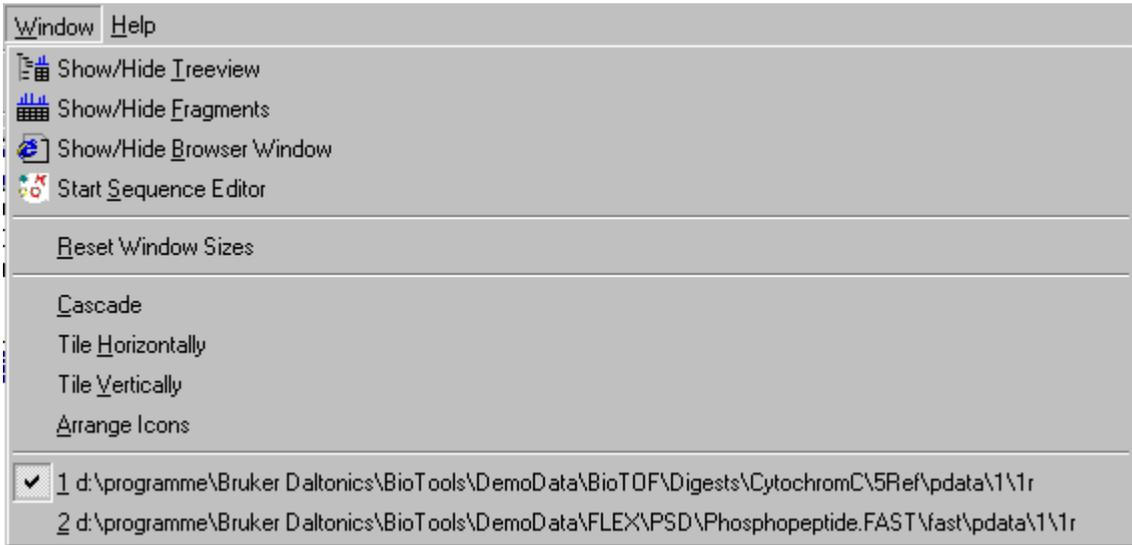 Window Help
Show/Hide Treeview
Show/Hide Fragments
Show/Hide Browser Window
Start Sequence Editor
Reset Window Sizes
Cascade
Tile Horizontally
Tile Vertically
Arrange Icons
1 d:\programme\Bruker Daltonics\BioTools\DemoData\BioTOF\Digests\CytochromC\5Ref\pdata\1\1r
2 d:\programme\Bruker Daltonics\BioTools\DemoData\FLEX\PSD\Phosphopeptide.FAST\fast\pdata\1\1r